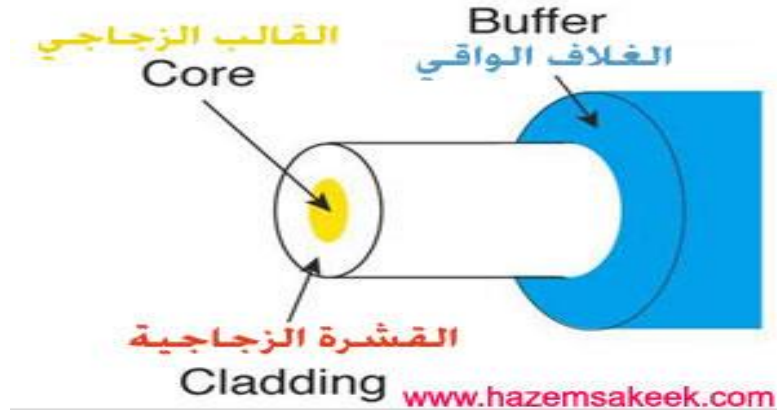 القالب الزجاجي
Core
Buffer
الغلاف الواقي
القشرة الزجاجية
Cladding
www.hazemsakeek.com